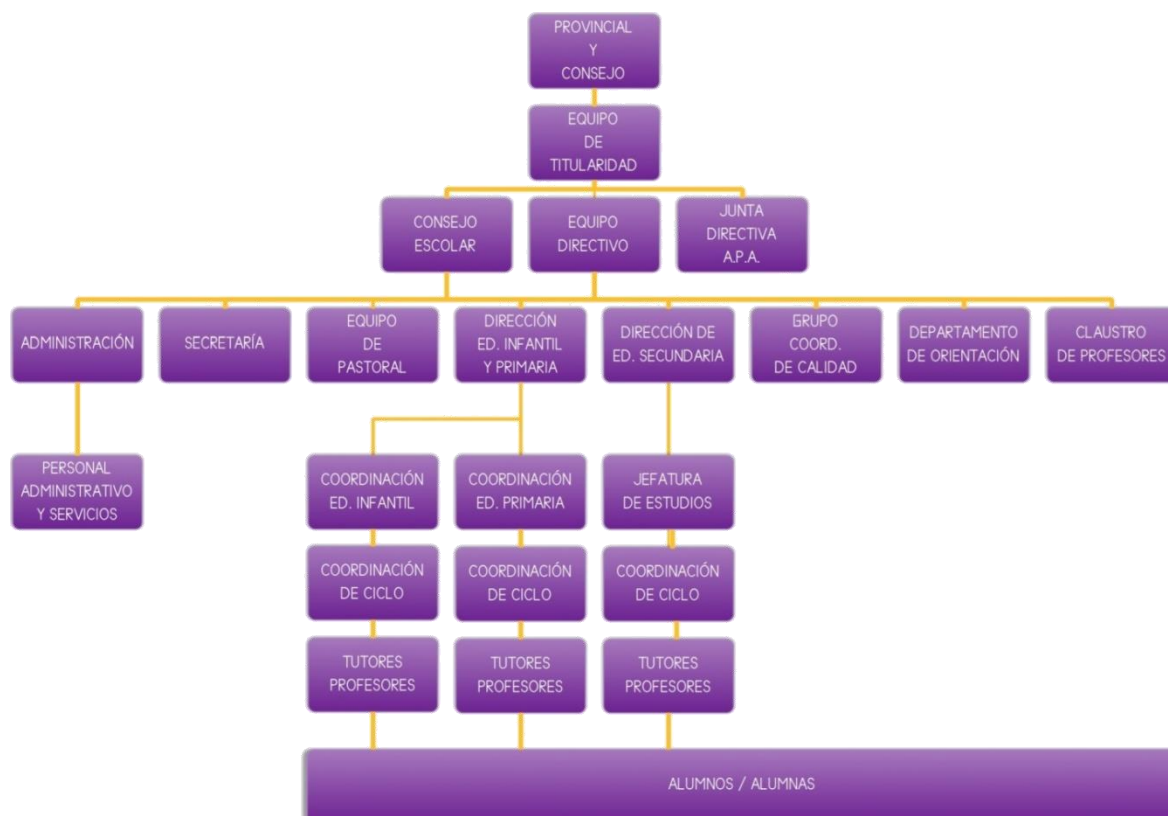 PROVINCIAL
Y
CONSEJO
EQUIPO
DE
TITULARIDAD
CONSEJO
ESCOLAR
EQUIPO
DIRECTIVO
JUNTA
DIRECTIVA
A.P.A.
ADMINISTRACIÓN
SECRETARÍA
EQUIPO
DE
PASTORAL
DIRECCIÓN
ED. INFANTIL
Y PRIMARIA
DIRECCIÓN DE
ED. SECUNDARIA
GRUPO
COORD.
DE CALIDAD
DEPARTAMENTO
DE ORIENTACIÓN
CLAUSTRO
DE PROFESORES
PERSONAL
ADMINISTRATIVO
Y SERVICIOS
COORDINACIÓN
ED. INFANTIL
COORDINACIÓN
ED. PRIMARIA
JEFATURA
DE ESTUDIOS
COORDINACIÓN
DE CICLO
COORDINACIÓN
DE CICLO
COORDINACIÓN
DE CICLO
TUTORES
PROFESORES
TUTORES
PROFESORES
TUTORES
PROFESORES
ALUMNOS / ALUMNAS